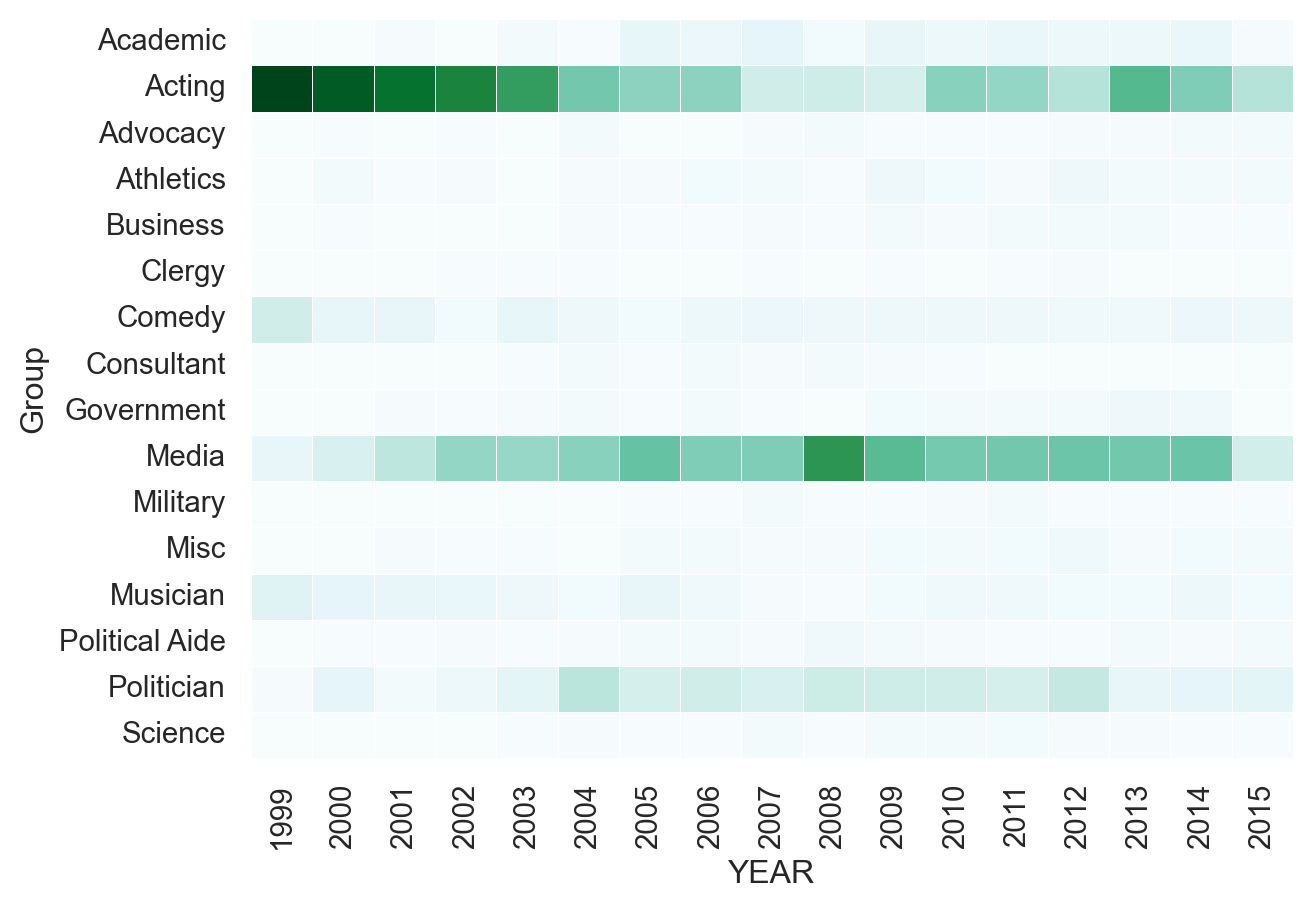 Academic
Acting
Advocacy
Athletics
Business
Clergy
Comedy
Consultant
Government
Media
Military
Misc
Musician
Political Aide
Politician
Science
Group
1999 2000 2001 2002 2003 2004 2005 2006 2007 2008 2009 2010 2011 2012 2013 2014 2015
YEAR